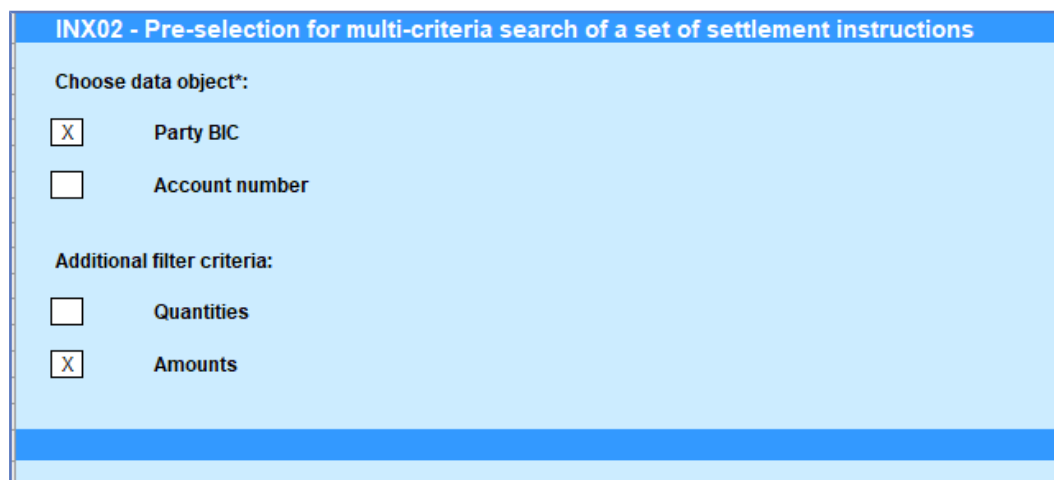 INX02 - Pre-selection for multi-criteria search of a set of settlement instructions
Choose data object*:
X Party BIC
Account number
Additional filter criteria:
Quantities
X Amounts